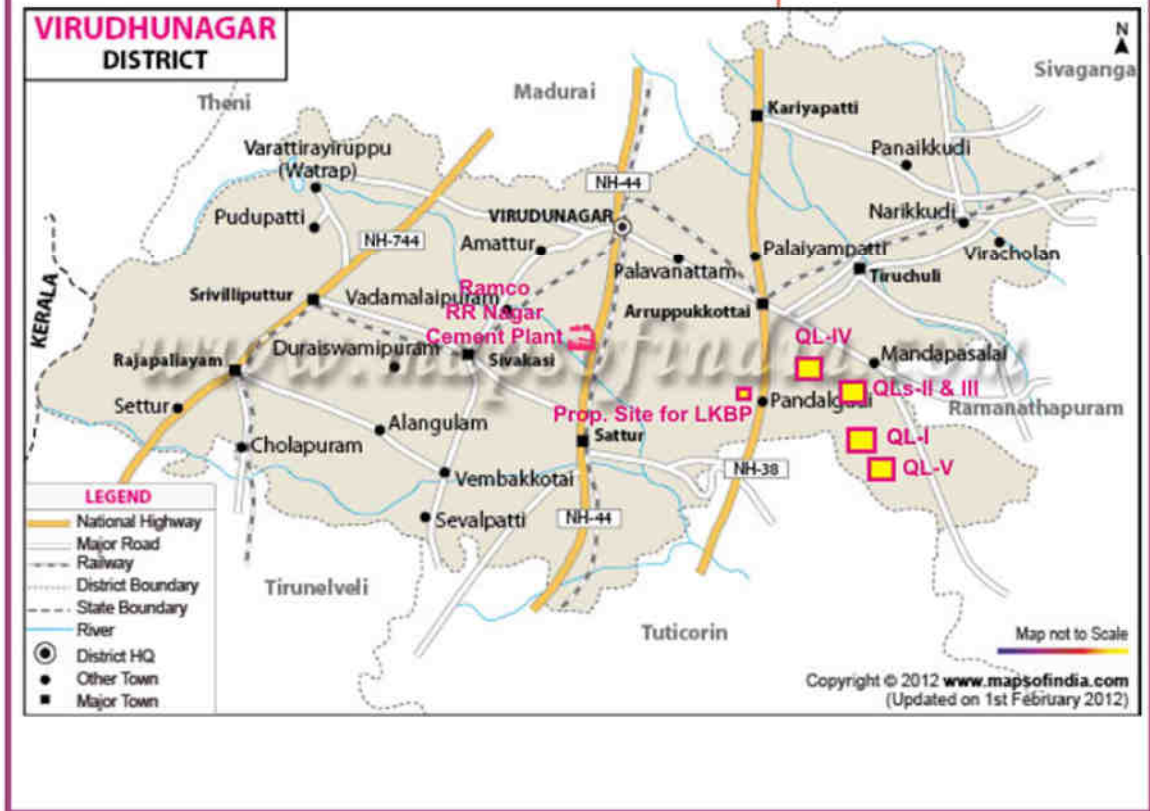 VIRUDHUNAGAR
DISTRICT
N
Sivaganga
Theni
Madurai
Kariyapatti
Varattirayiruppu
(Watrap)
Panaikkudi
NH-44
Pudupatti
VIRUDUNAGAR
Narikkudi
NH-744
Amattur
Palaiyampatti
Viracholan
Palavanattam
Tiruchuli
KERALA
Srivilliputtur
Vadamalaipuram
Ramco
RR Nagar
Cement Plant
Arruppukkottai
www.mapsofindia.com
QL-IV
Rajapaliayam
Duraiswamipuram
Sivakasi
Mandapasalai
QLs-II & III
Settur
Prop. Site for LKBP
Pandalgudi
Ramanathapuram
Alangulam
Cholapuram
Sattur
QL-I
Vembakkotai
NH-38
QL-V
Sevalpatti
NH-44
Tirunelveli
Tuticorin
LEGEND
National Highway
Major Road
Railway
District Boundary
State Boundary
River
District HQ
Other Town
Major Town
Map not to Scale
Copyright © 2012 www.mapsofindia.com
(Updated on 1st February 2012)